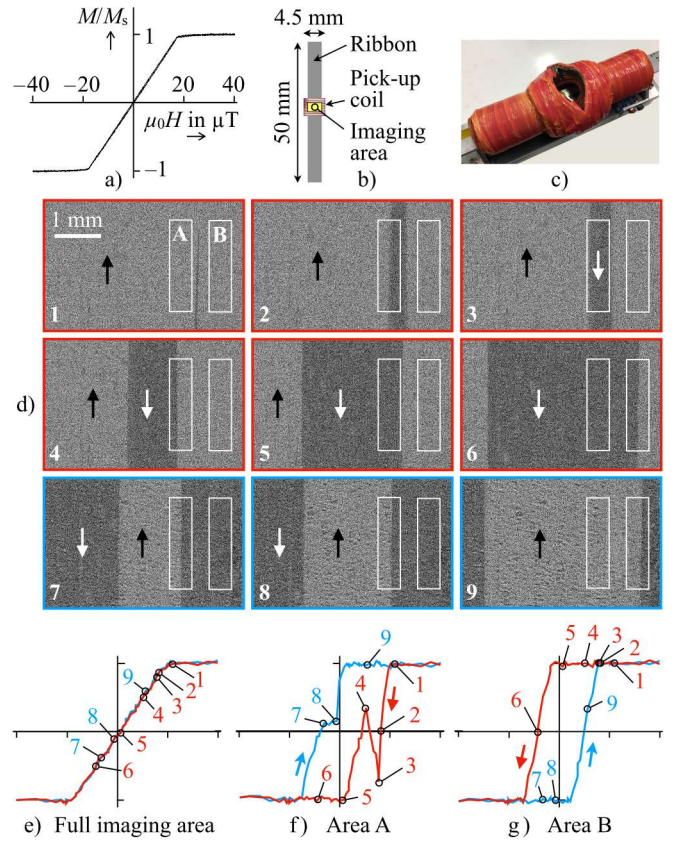 M/Mₛ
1
−40
−20
20
40
μ₀H in μT
−1
a)
4.5 mm
50 mm
Ribbon
Pick-up
coil
Imaging
area
b)
c)
d)
1 mm
A
B
1
2
3
4
5
6
7
8
9
9
8
7
1
2
3
4
5
6
e) Full imaging area
9
8
7
4
6
5
1
2
3
f) Area A
5
4
3
2
1
6
9
7
8
g) Area B